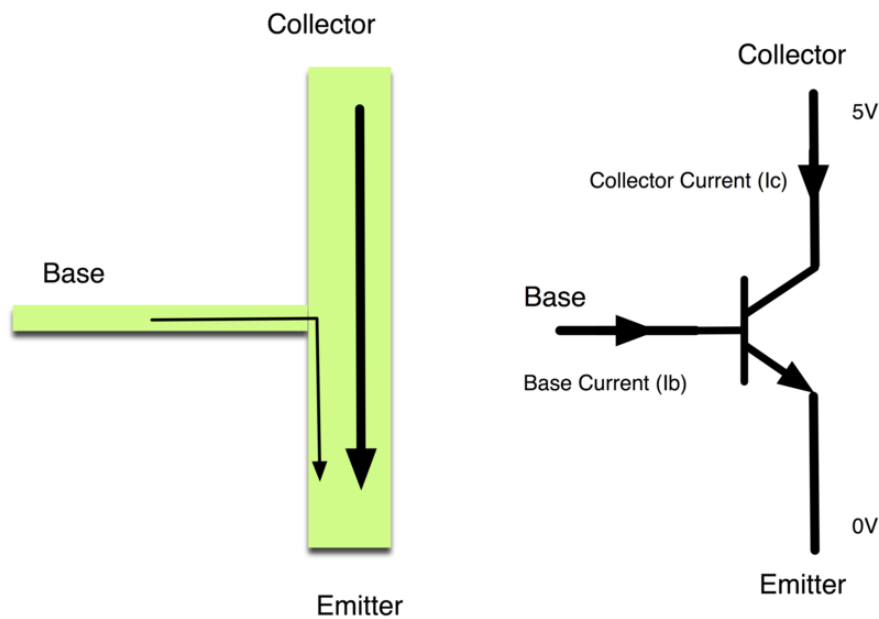 Collector
Base
Emitter
Collector
5V
Collector Current (Ic)
Base
Base Current (Ib)
0V
Emitter